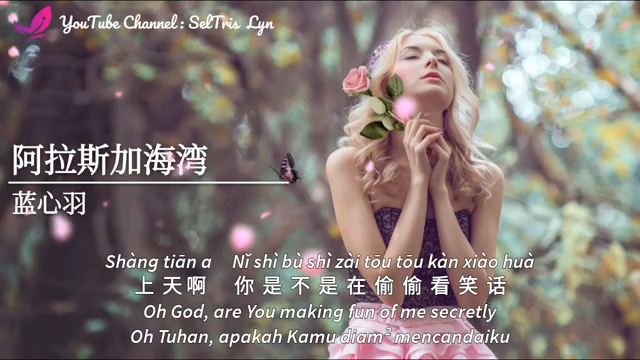 YouTube Channel : SelTris Lyn
阿拉斯加海湾
蓝心羽
Shàng tiān a Nǐ shì bù shì zài tōu tōu kàn xiào huà
上天啊 你是不是在偷偷看笑话
Oh God, are You making fun of me secretly
Oh Tuhan, apakah Kamu diam² mencandaiku